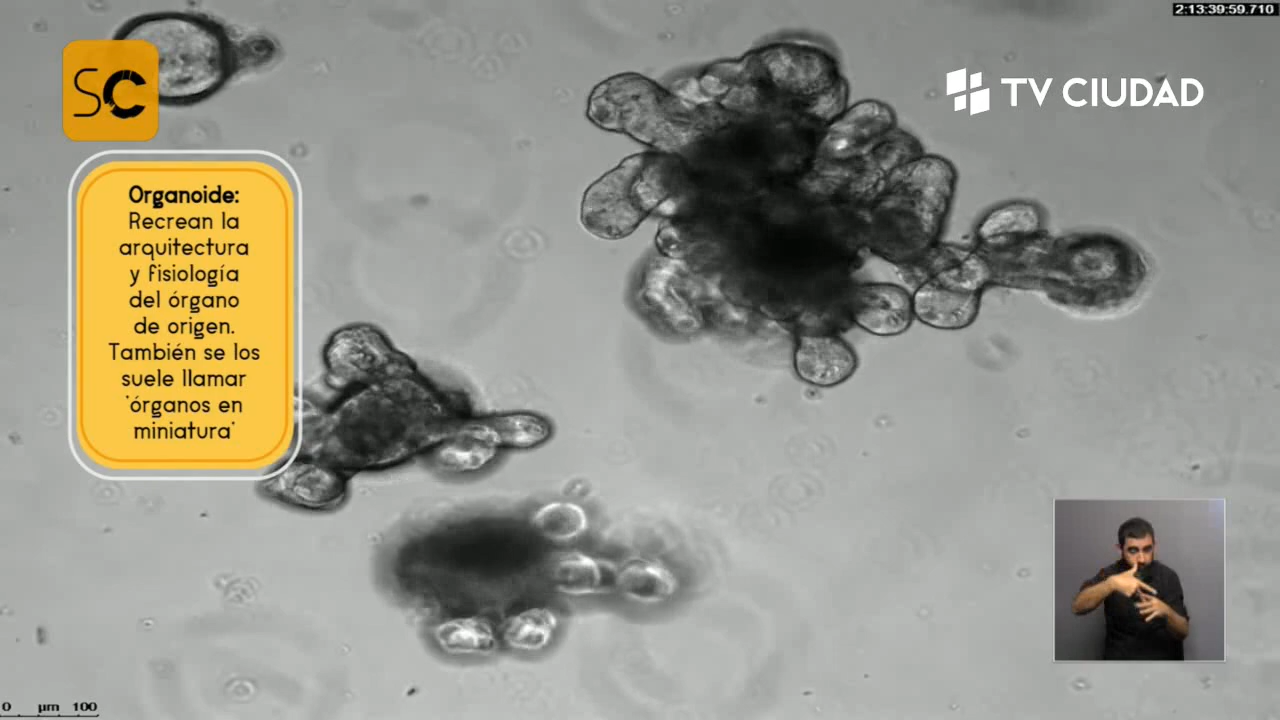 2:13:39:59.710
SC
TV CIUDAD
Organoide:
Recrean la
arquitectura
y fisiología
del órgano
de origen.
También se los
suele llamar
'órganos en
miniatura'
0 µm 100